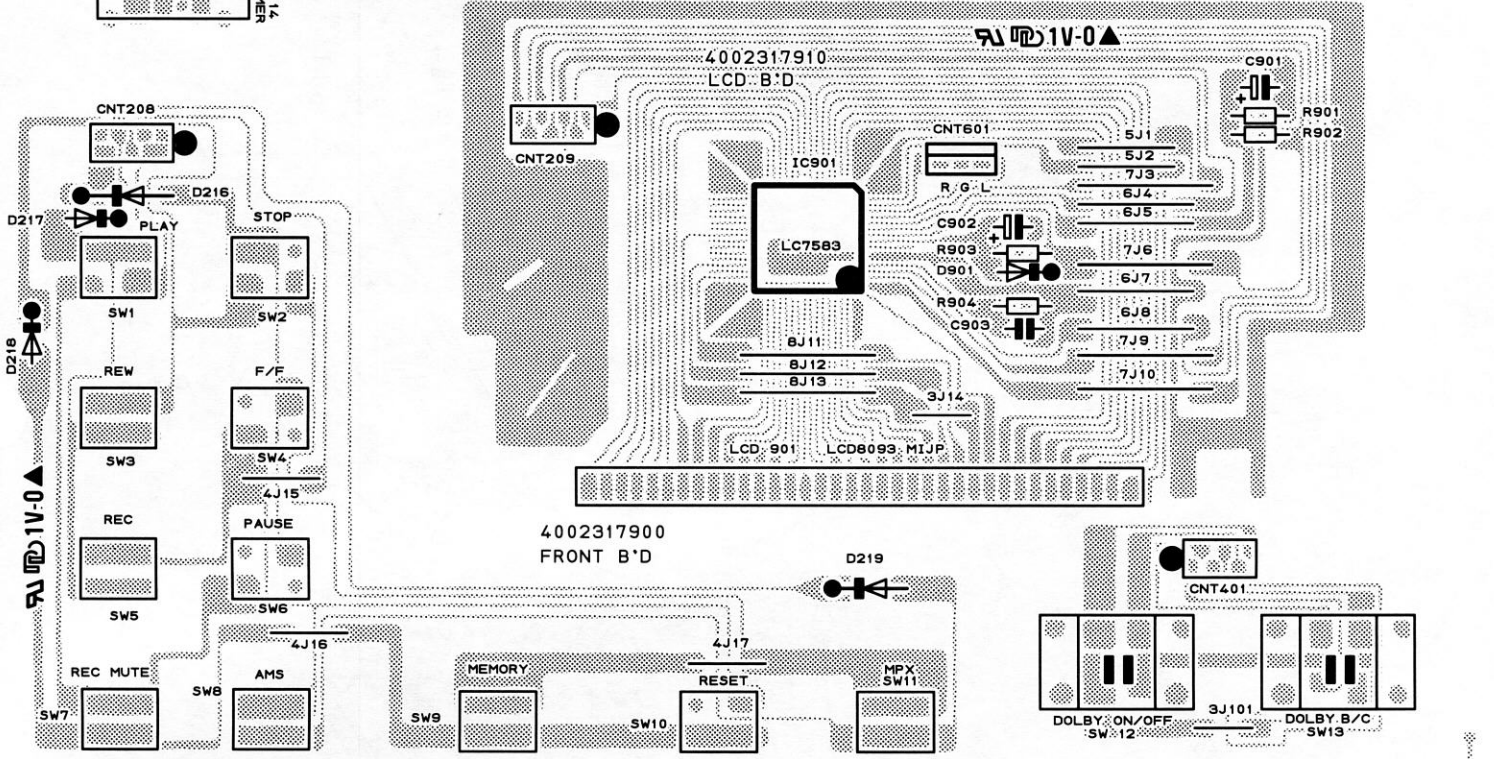 14
MER
1V-0
4002317910
LCD B'D
C901
R901
R902
CNT208
CNT209
CNT601
5J1
5J2
7J3
6J4
6J5
7J6
6J7
6J8
7J9
7J10
IC901
R G L
D216
D217
PLAY
STOP
C902
R903
D901
R904
C903
LC7583
SW1
SW2
D218
8J11
8J12
8J13
3J14
REW
F/F
SW3
SW4
LCD 901
LCD8093 MIJP
4J15
1V-0
REC
PAUSE
4002317900
FRONT B'D
D219
CNT401
SW5
SW6
4J16
4J17
REC MUTE
AMS
MEMORY
RESET
MPX
SW11
SW7
SW8
SW9
SW10
DOLBY ON/OFF
SW 12
3J101
DOLBY B/C
SW13